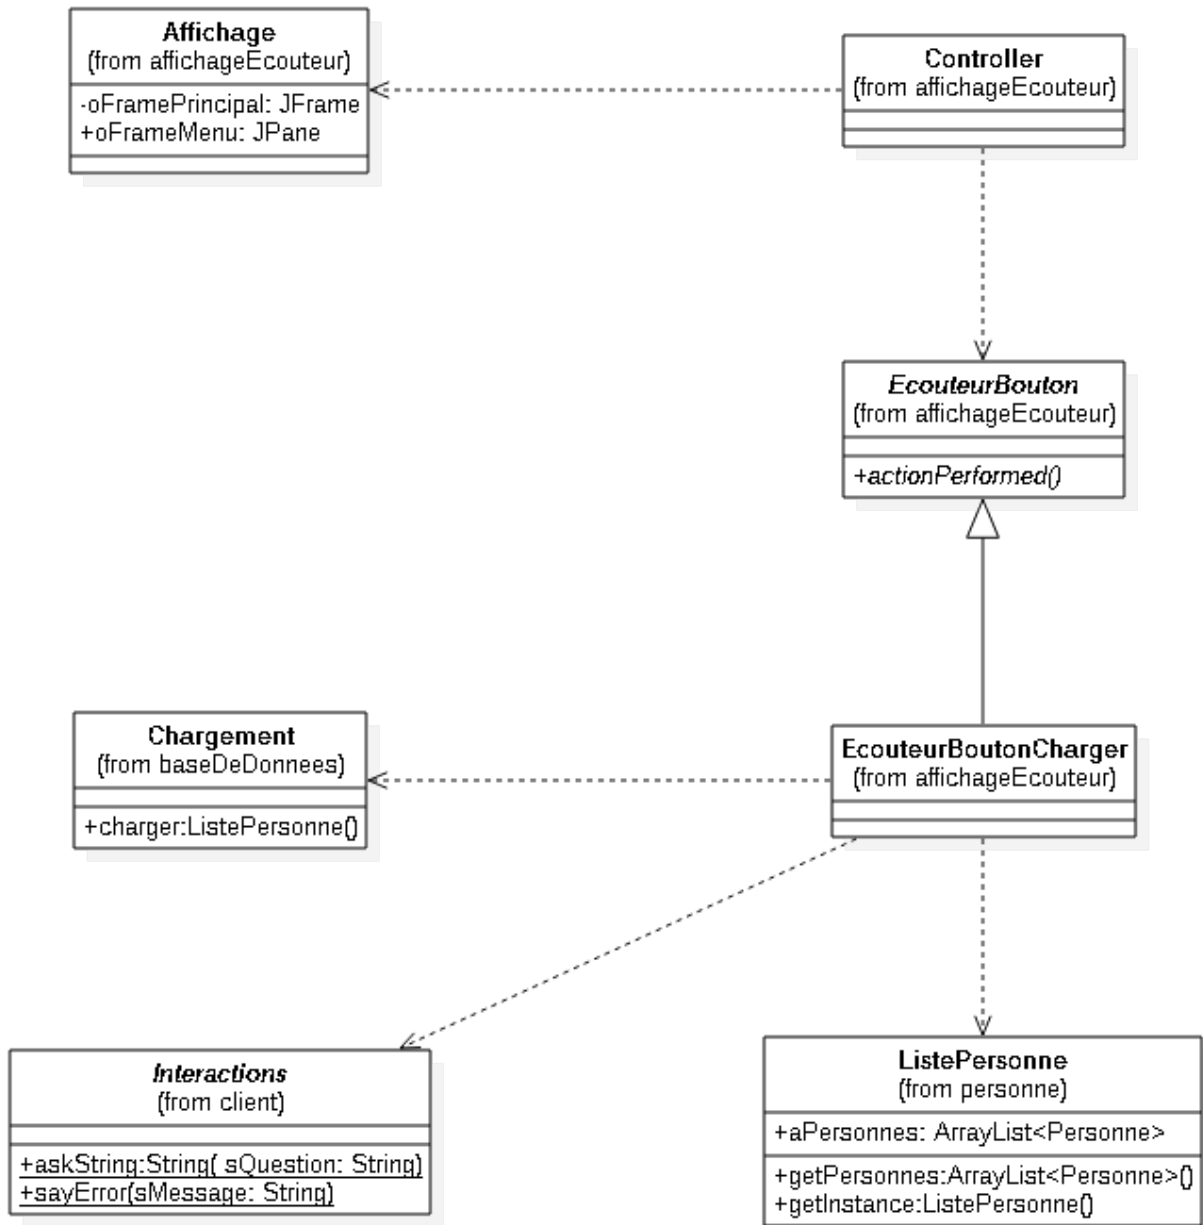 Affichage
(from affichageEcouteur)
-oFramePrincipal: JFrame
+oFrameMenu: JPane
Controller
(from affichageEcouteur)
EcouteurBouton
(from affichageEcouteur)
+actionPerformed()
Chargement
(from baseDeDonnees)
+charger:ListePersonne()
EcouteurBoutonCharger
(from affichageEcouteur)
Interactions
(from client)
+askString:String( sQuestion: String)
+sayError(sMessage: String)
ListePersonne
(from personne)
+aPersonnes: ArrayList<Personne>
+getPersonnes:ArrayList<Personne>()
+getInstance:ListePersonne()